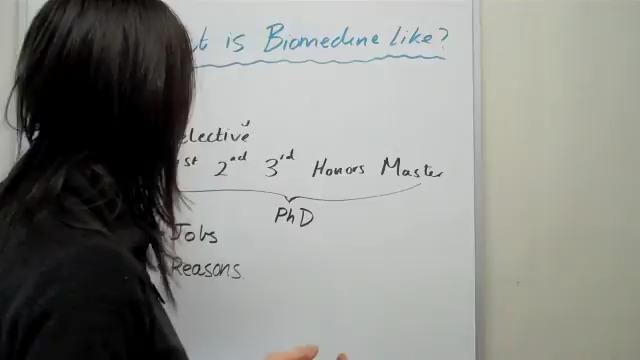 t is Biomedicine like?
elective
1st 2nd 3rd Honors Master
PhD
Jobs
Reasons